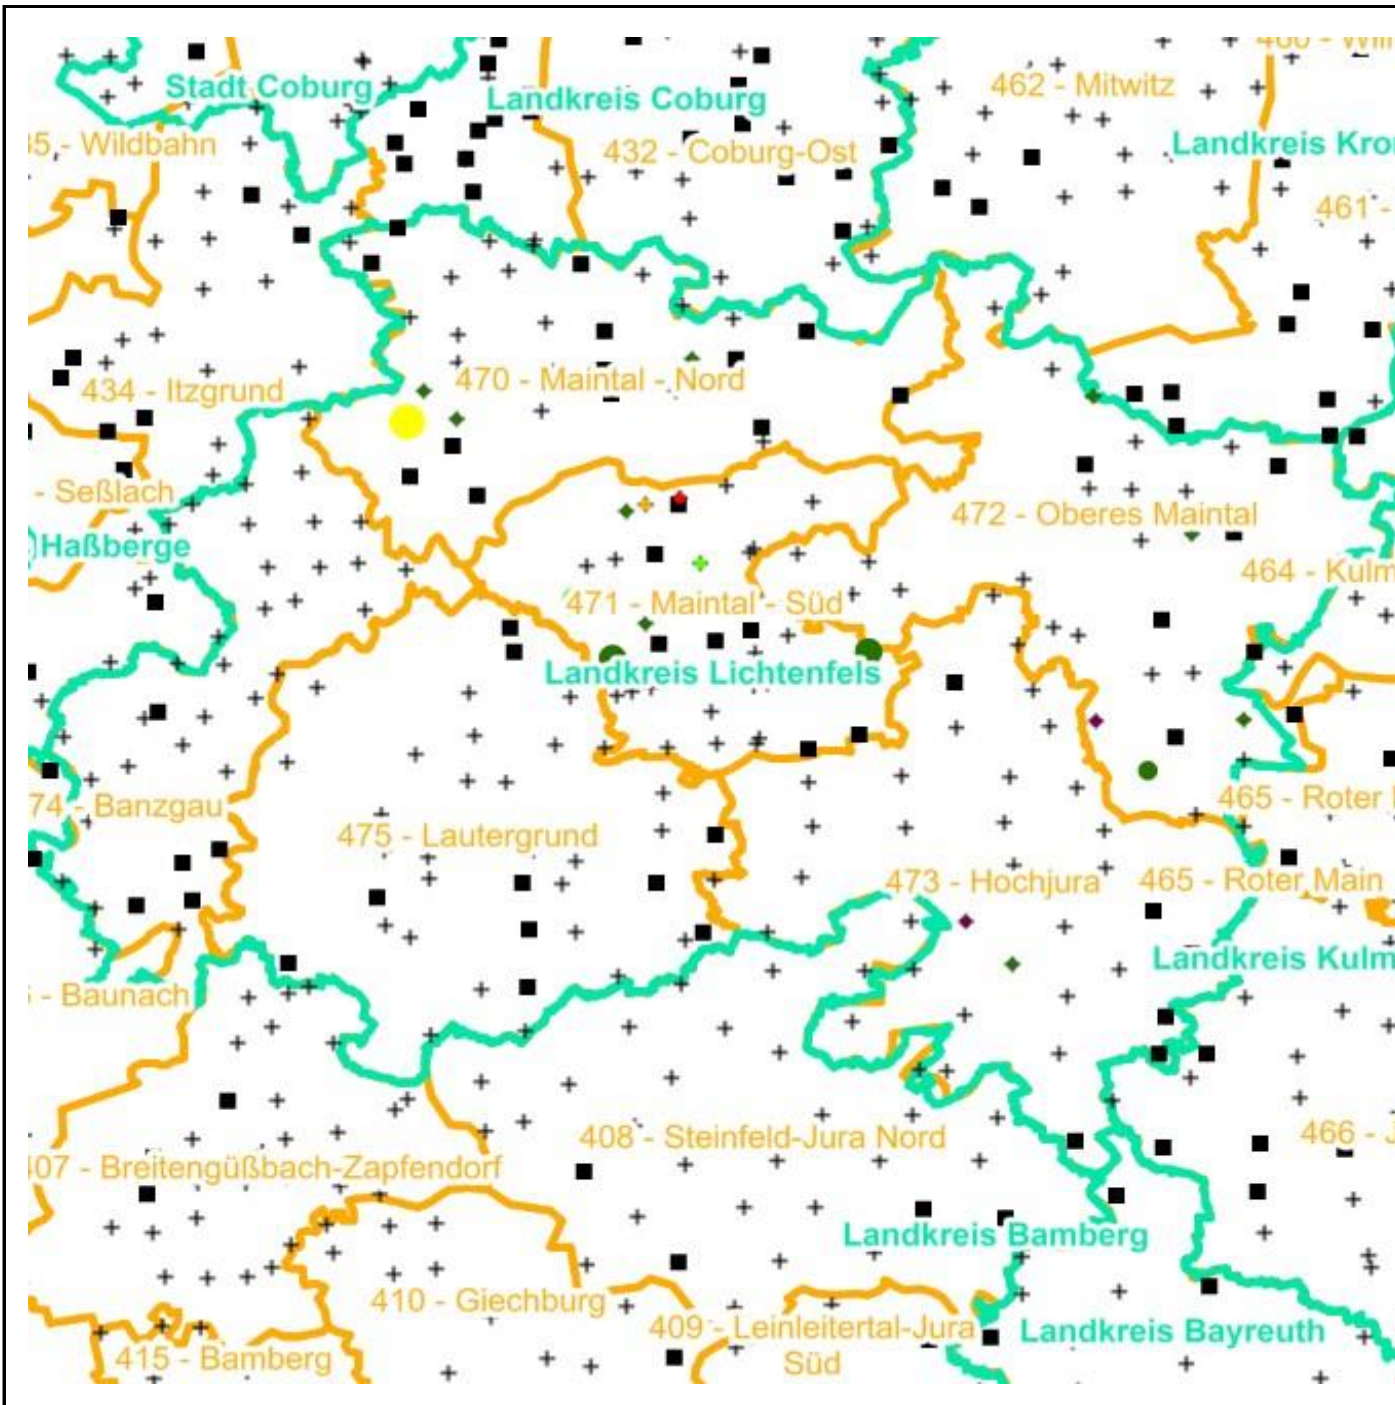 462 - Mitwitz
Stadt Coburg
Landkreis Coburg
35 - Wildbahn
432 - Coburg-Ost
Landkreis Kro
461 -
470 - Maintal - Nord
434 - Itzgrund
- Seßlach
472 - Oberes Maintal
Haßberge
464 - Kulm
471 - Maintal - Süd
Landkreis Lichtenfels
74 - Banzgau
465 - Roter
475 - Lautergrund
473 - Hochjura
465 - Roter Main
Landkreis Kulm
- Baunach
408 - Steinfeld-Jura Nord
466 - J
407 - Breitengüßbach-Zapfendorf
Landkreis Bamberg
410 - Giechburg
409 - Leinleitertal-Jura
Süd
Landkreis Bayreuth
415 - Bamberg